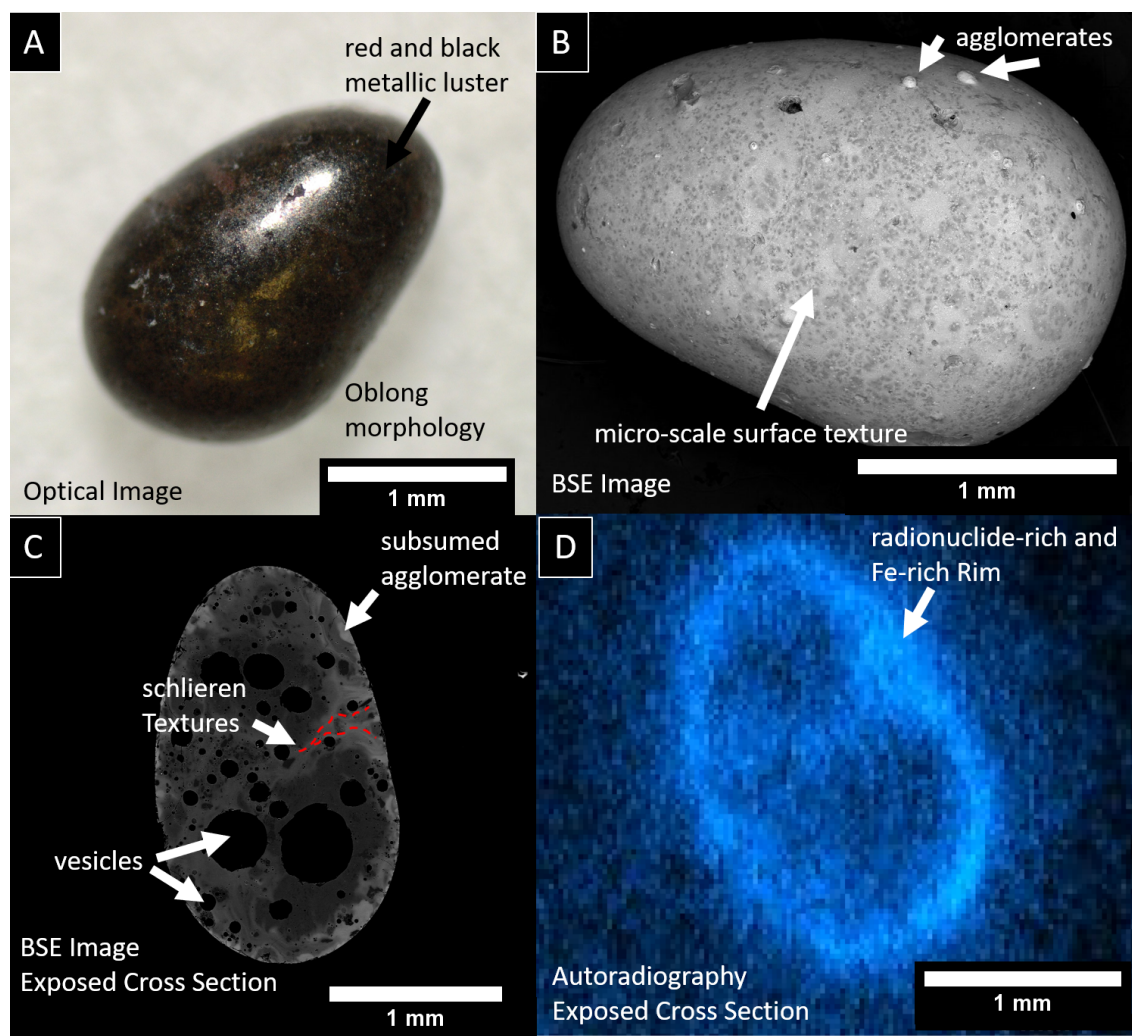 A
red and black
metallic luster
Oblong
morphology
Optical Image
1 mm
B
agglomerates
micro-scale surface texture
BSE Image
1 mm
C
subsumed
agglomerate
schlieren
Textures
vesicles
BSE Image
Exposed Cross Section
1 mm
D
radionuclide-rich and
Fe-rich Rim
Autoradiography
Exposed Cross Section
1 mm